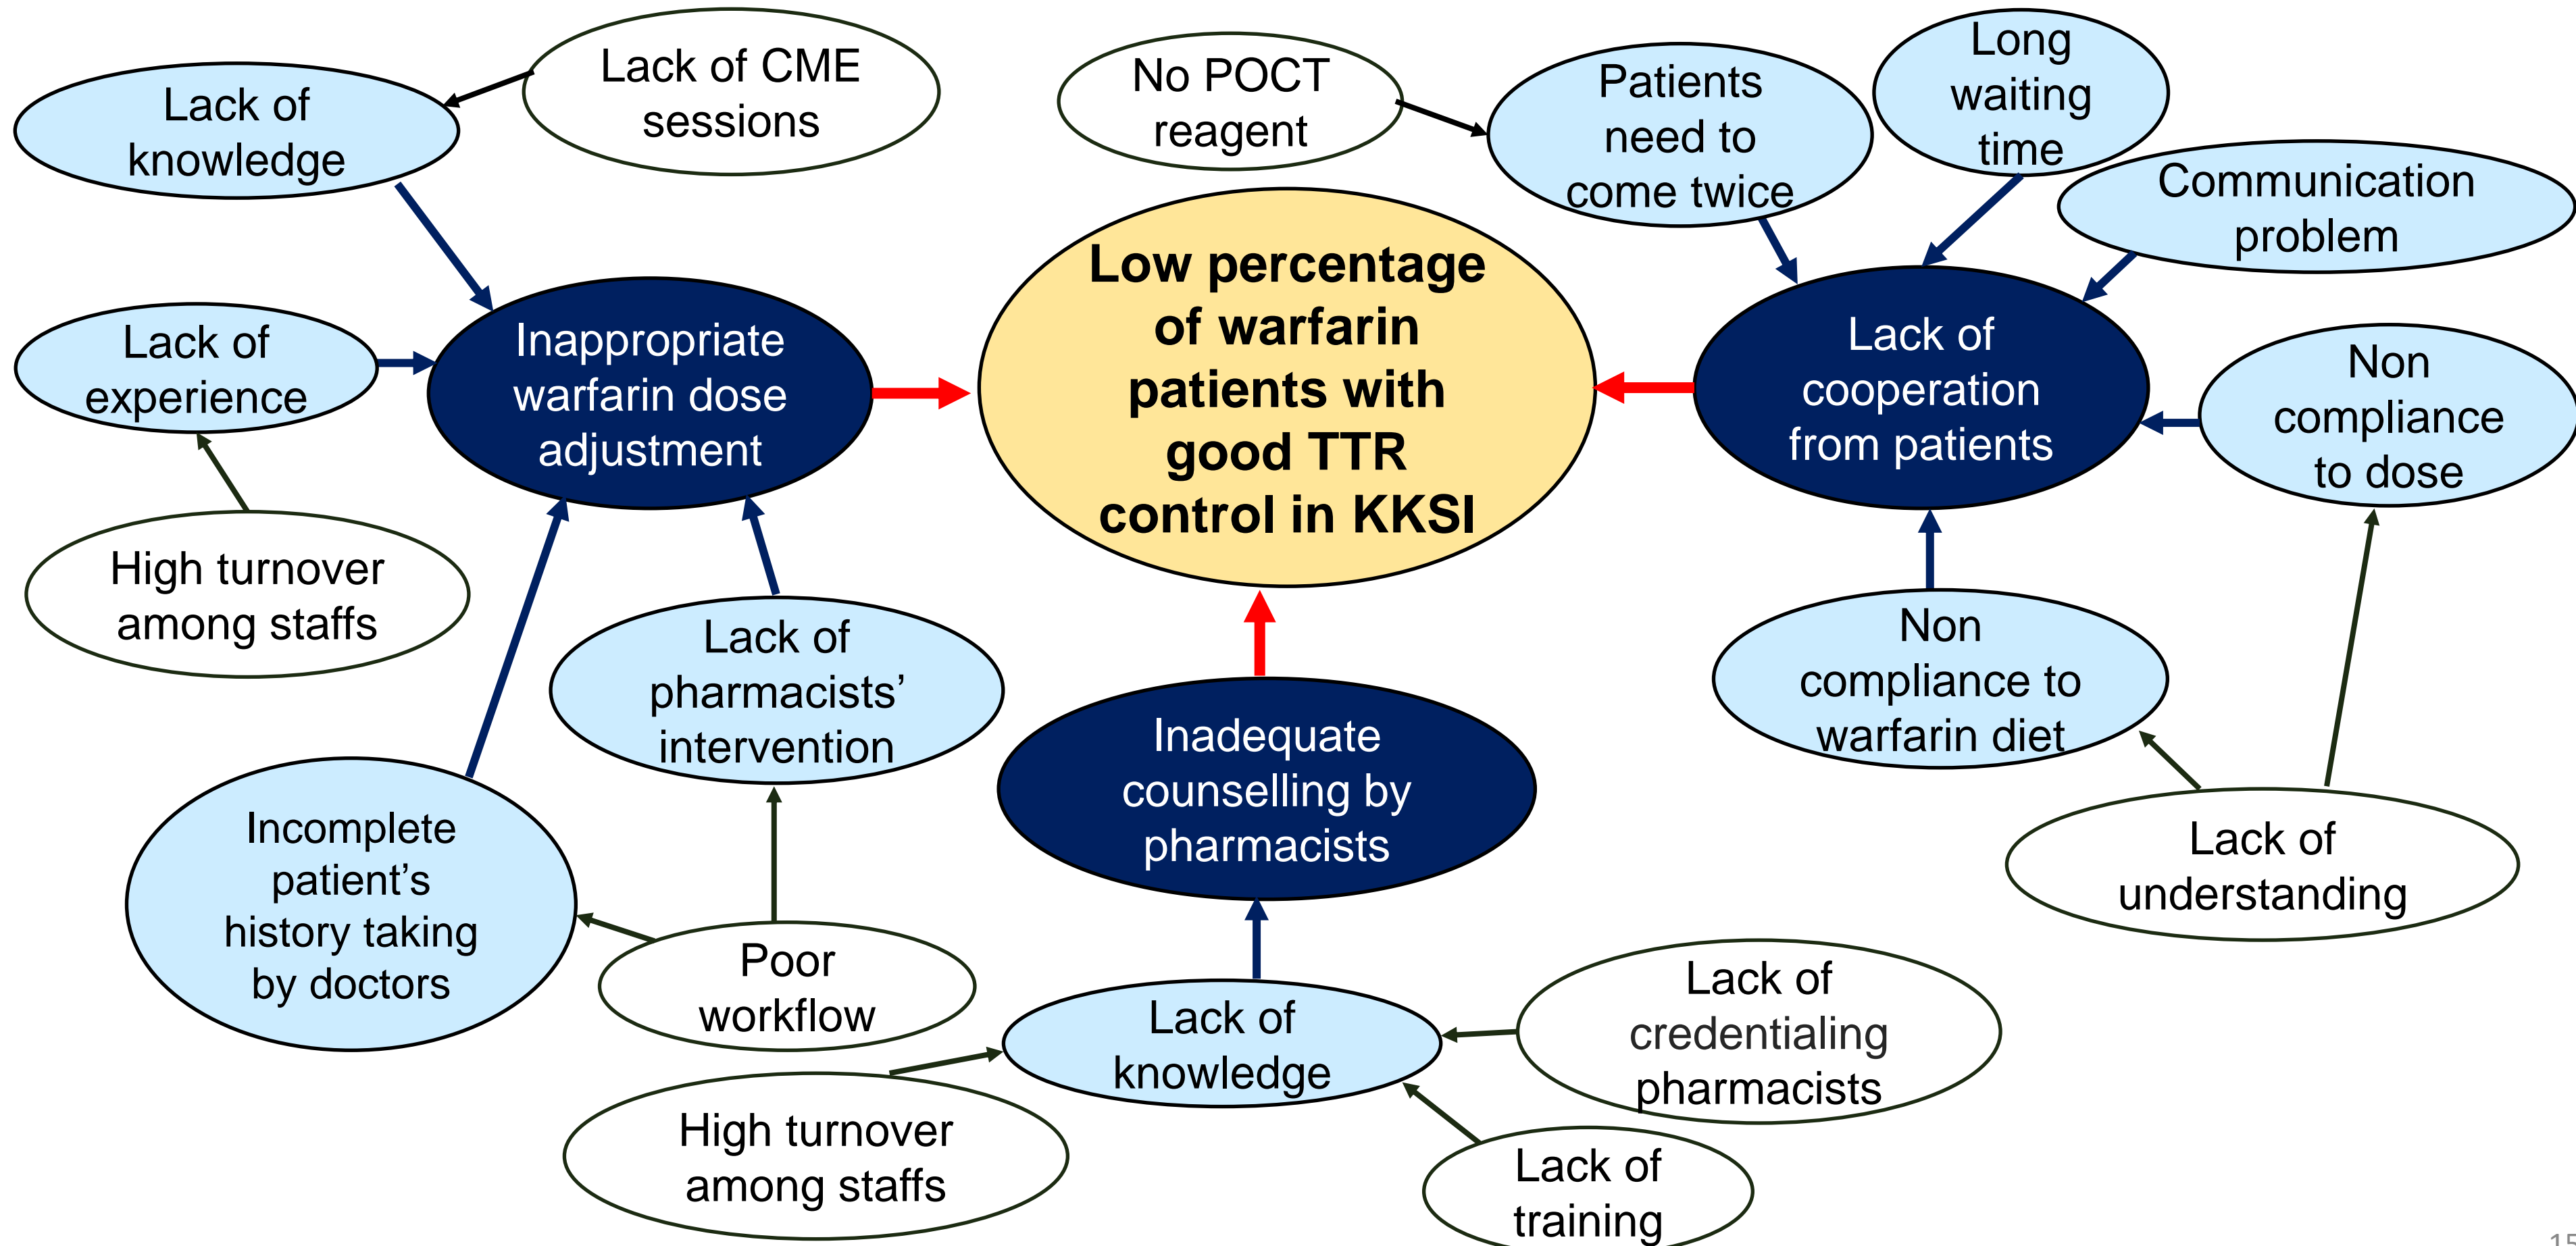 Lack of
knowledge
Lack of CME
sessions
No POCT
reagent
Patients
need to
come twice
Long
waiting
time
Communication
problem
Lack of
experience
Inappropriate
warfarin dose
adjustment
Low percentage
of warfarin
patients with
good TTR
control in KKSI
Lack of
cooperation
from patients
Non
compliance
to dose
High turnover
among staffs
Lack of
pharmacists’
intervention
Non
compliance to
warfarin diet
Incomplete
patient’s
history taking
by doctors
Inadequate
counselling by
pharmacists
Lack of
understanding
Poor
workflow
Lack of
knowledge
Lack of
credentialing
pharmacists
High turnover
among staffs
Lack of
training
15